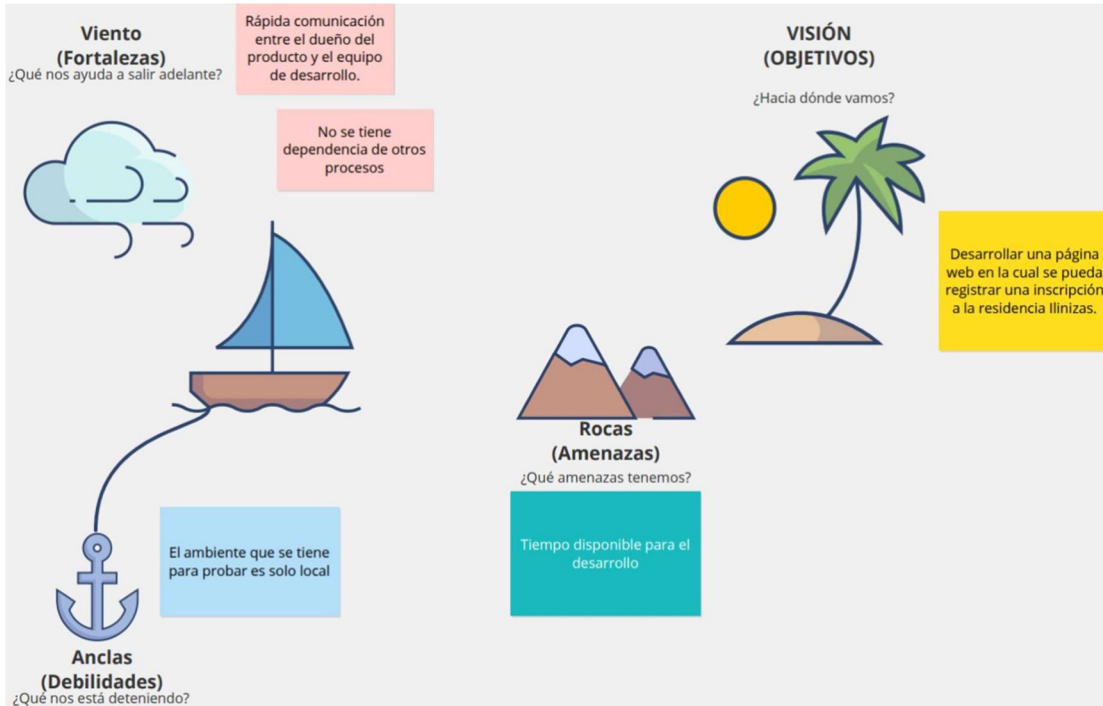 Viento
(Fortalezas)
¿Qué nos ayuda a salir adelante?
Rápida comunicación
entre el dueño del
producto y el equipo
de desarrollo.
No se tiene
dependencia de otros
procesos
VISIÓN
(OBJETIVOS)
¿Hacia dónde vamos?
Desarrollar una página
web en la cual se pueda
registrar una inscripción
a la residencia Ilinizas.
Rocas
(Amenazas)
¿Qué amenazas tenemos?
Tiempo disponible para el
desarrollo
El ambiente que se tiene
para probar es solo local
Anclas
(Debilidades)
¿Qué nos está deteniendo?